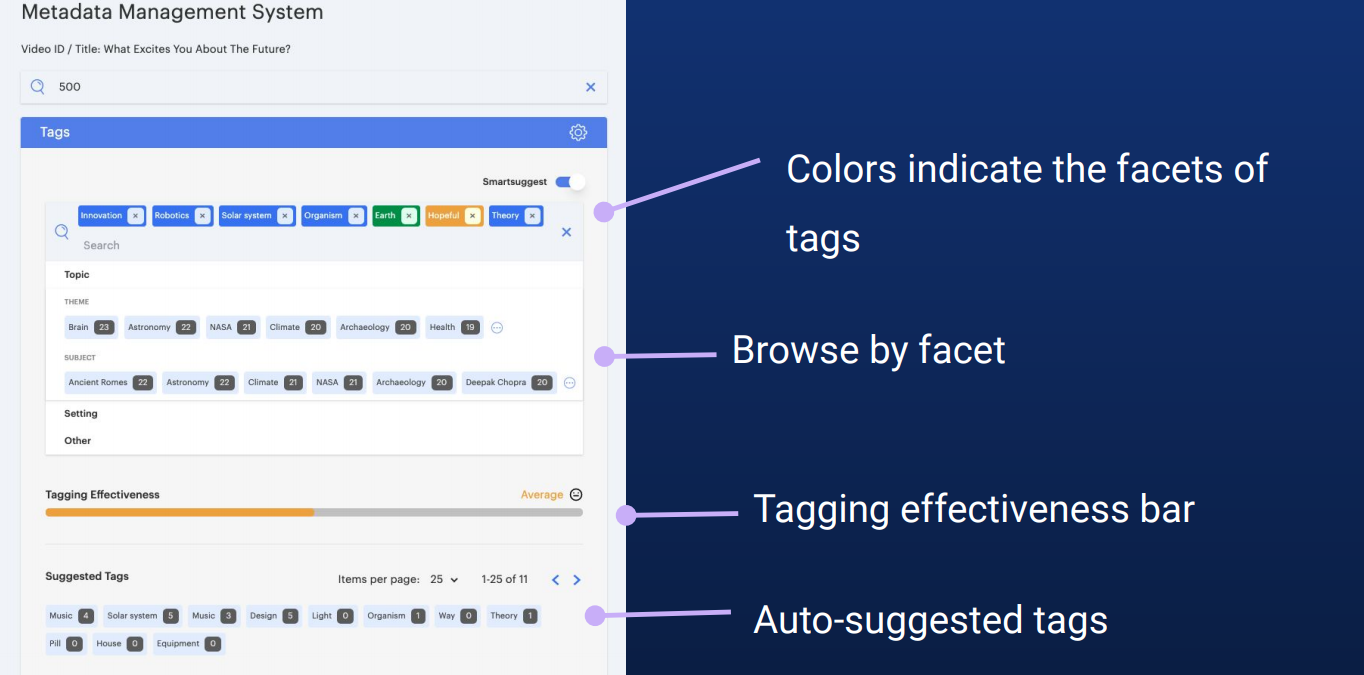 Metadata Management System
Video ID / Title: What Excites You About The Future?
500
Tags
Smartsuggest
Innovation × Robotics × Solar system × Organism × Earth × Hopeful × Theory ×
Search
Topic
THEME
Brain 23 Astronomy 22 NASA 21 Climate 20 Archaeology 20 Health 19
SUBJECT
Ancient Romes 22 Astronomy 22 Climate 21 NASA 21 Archaeology 20 Deepak Chopra 20
Setting
Other
Tagging Effectiveness Average
Suggested Tags Items per page: 25 1-25 of 11
Music 4 Solar system 5 Music 3 Design 5 Light 0 Organism 1 Way 0 Theory 1
Pill 0 House 0 Equipment 0
Colors indicate the facets of
tags
Browse by facet
Tagging effectiveness bar
Auto-suggested tags